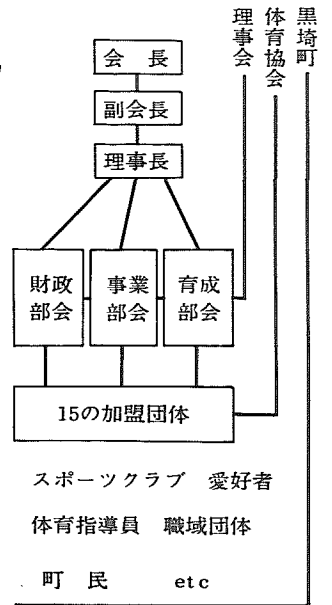 黒埼町
体育協会
理事会
会長
副会長
理事長
財政
部会
事業
部会
育成
部会
15の加盟団体
スポーツクラブ 愛好者
体育指導員 職域団体
町民 etc